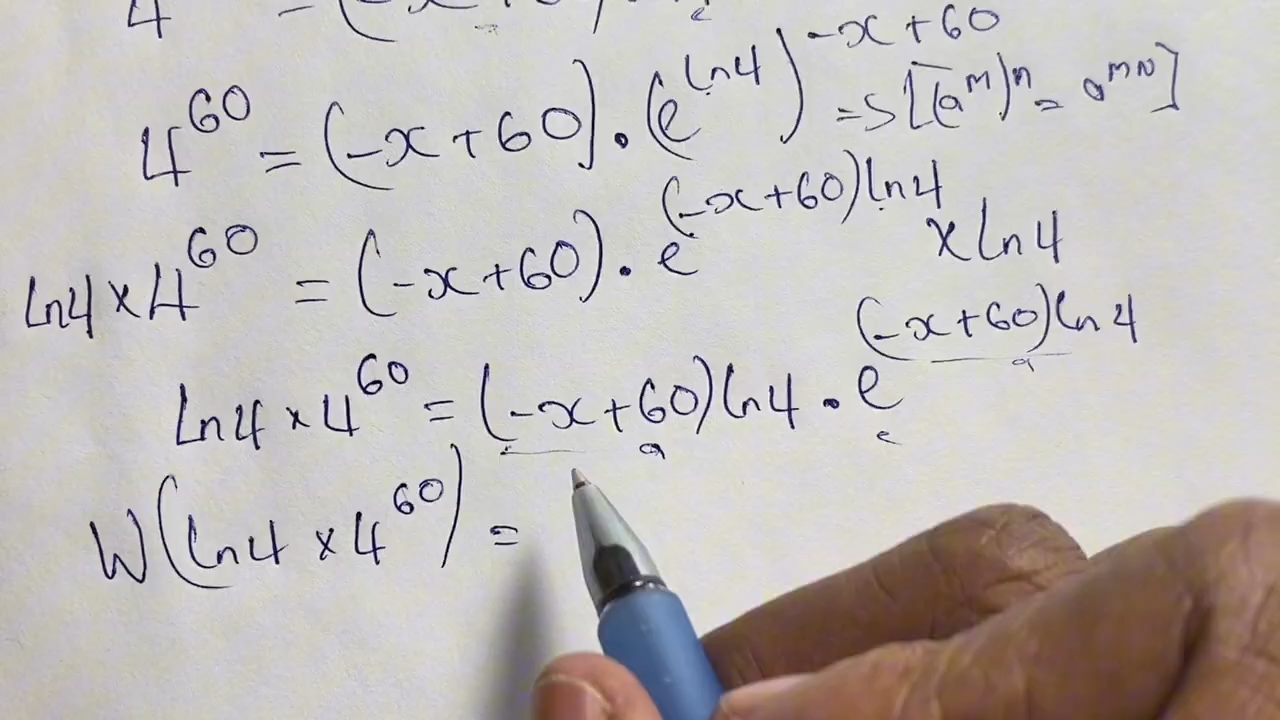 4^60 = (-x+60) . (e^ln4)^-x+60 => [(a^m)^n = a^mn]
ln4 × 4^60 = (-x+60) . e^(-x+60)ln4 x ln4
ln4 × 4^60 = (-x+60)ln4 . e^(-x+60)ln4
W(ln4 × 4^60) =